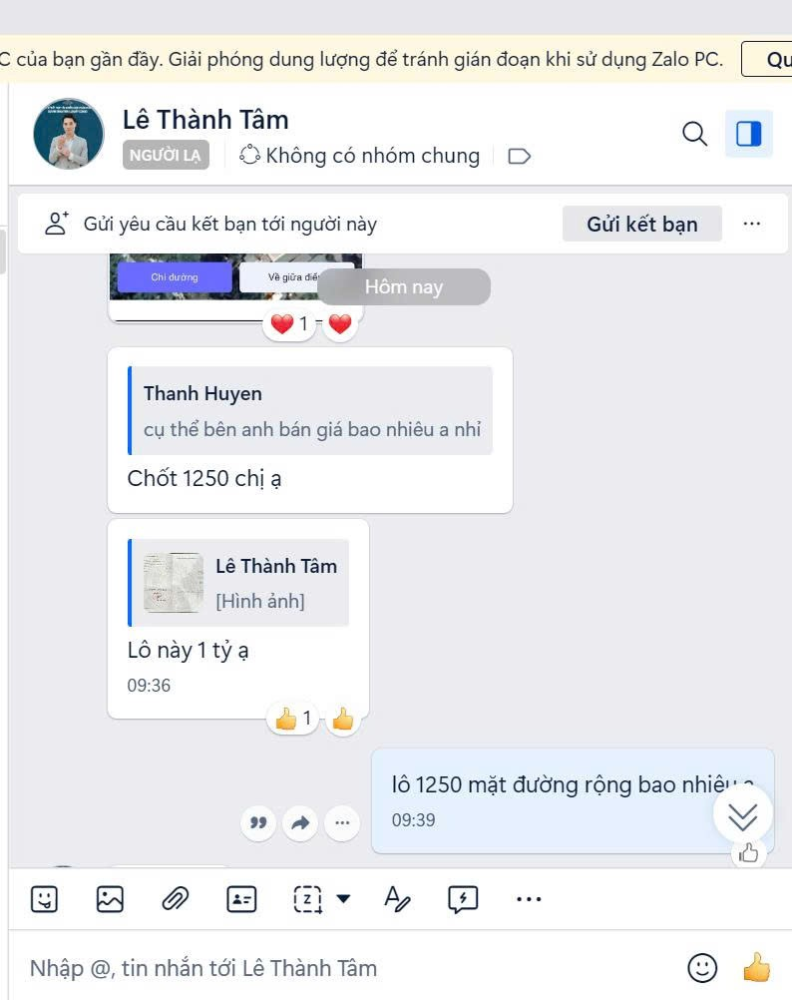 C của bạn gần đầy. Giải phóng dung lượng để tránh gián đoạn khi sử dụng Zalo PC.
Qu
Lê Thành Tâm
NGƯỜI LẠ
Không có nhóm chung
Gửi yêu cầu kết bạn tới người này
Gửi kết bạn
Chỉ đường
Về giữa
Hôm nay
1
Thanh Huyen
cụ thể bên anh bán giá bao nhiêu a nhỉ
Chốt 1250 chị ạ
Lê Thành Tâm
[Hình ảnh]
Lô này 1 tỷ ạ
09:36
1
lô 1250 mặt đường rộng bao nhiêu
09:39
Nhập @, tin nhắn tới Lê Thành Tâm